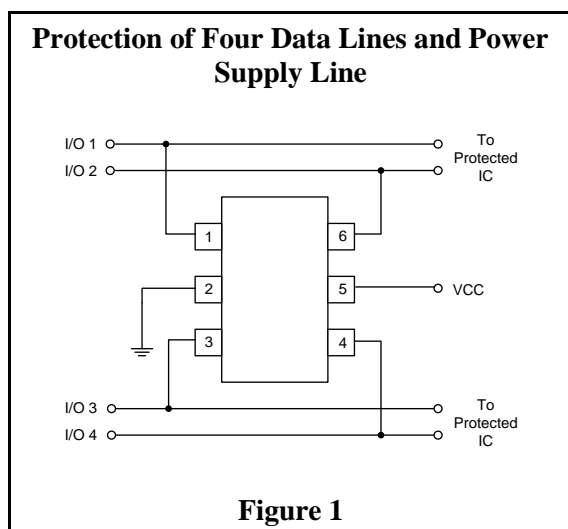 Protection of Four Data Lines and Power
Supply Line
I/O 1
I/O 2
To
Protected
IC
1
6
2
5
VCC
3
4
I/O 3
I/O 4
To
Protected
IC
Figure 1